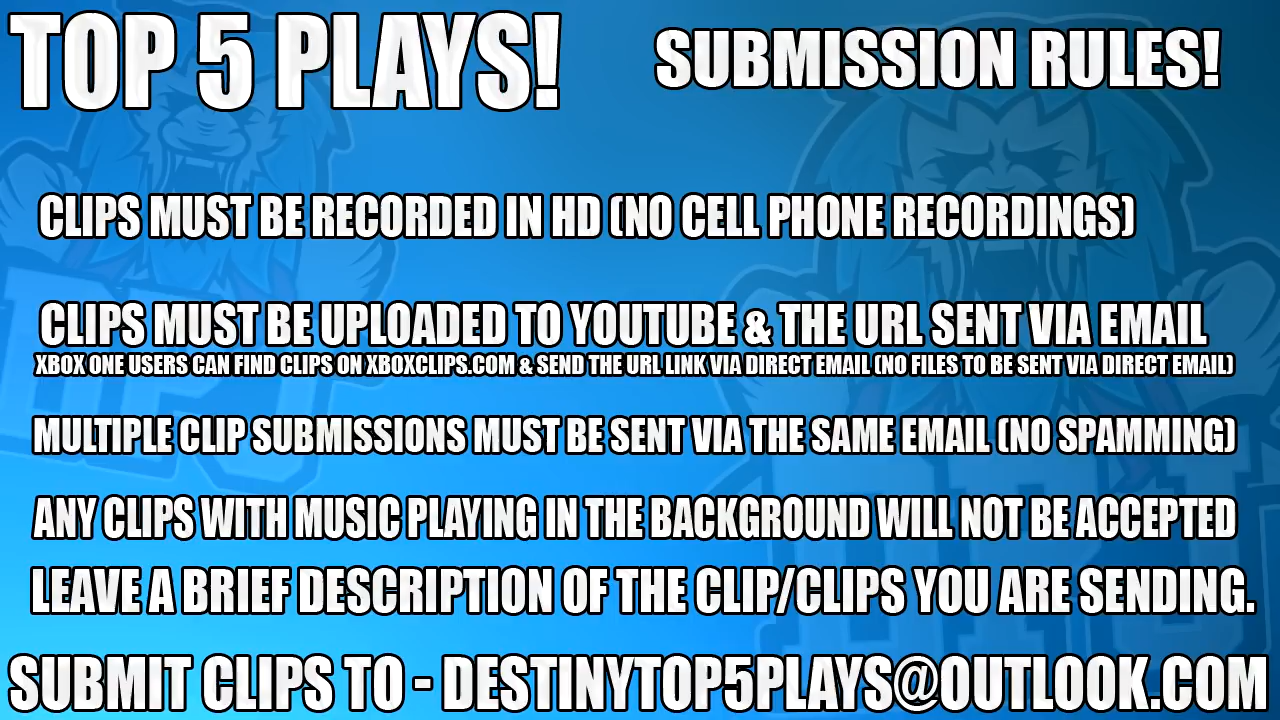 TOP 5 PLAYS!
SUBMISSION RULES!
CLIPS MUST BE RECORDED IN HD (NO CELL PHONE RECORDINGS)
CLIPS MUST BE UPLOADED TO YOUTUBE & THE URL SENT VIA EMAIL
XBOX ONE USERS CAN FIND CLIPS ON XBOXCLIPS.COM & SEND THE URL LINK VIA DIRECT EMAIL (NO FILES TO BE SENT VIA DIRECT EMAIL)
MULTIPLE CLIP SUBMISSIONS MUST BE SENT VIA THE SAME EMAIL (NO SPAMMING)
ANY CLIPS WITH MUSIC PLAYING IN THE BACKGROUND WILL NOT BE ACCEPTED
LEAVE A BRIEF DESCRIPTION OF THE CLIP/CLIPS YOU ARE SENDING.
SUBMIT CLIPS TO - DESTINYTOP5PLAYS@OUTLOOK.COM